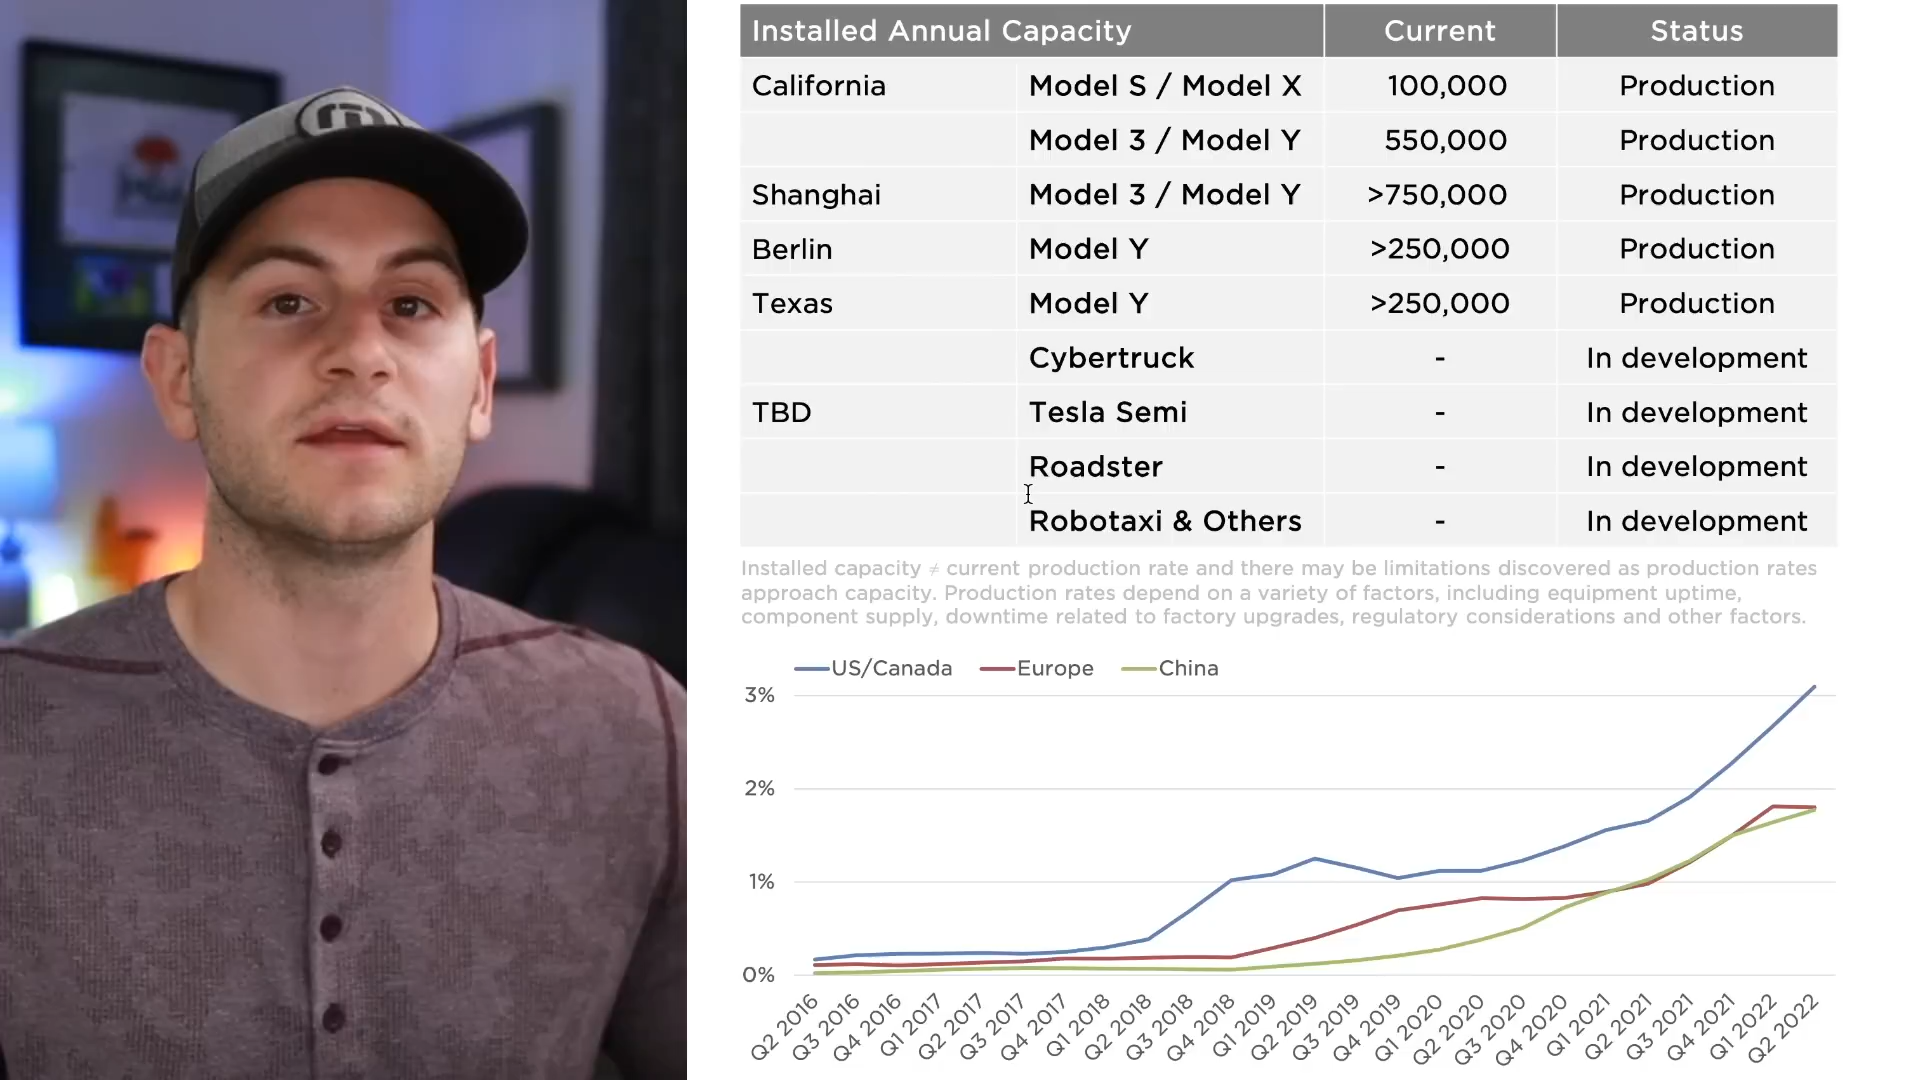 Installed Annual Capacity Current Status
California Model S / Model X 100,000 Production
Model 3 / Model Y 550,000 Production
Shanghai Model 3 / Model Y >750,000 Production
Berlin Model Y >250,000 Production
Texas Model Y >250,000 Production
Cybertruck - In development
TBD Tesla Semi - In development
Roadster - In development
Robotaxi & Others - In development
Installed capacity ≠ current production rate and there may be limitations discovered as production rates
approach capacity. Production rates depend on a variety of factors, including equipment uptime,
component supply, downtime related to factory upgrades, regulatory considerations and other factors.
US/Canada Europe China
3%
2%
1%
0%
Q2 2016 Q3 2016 Q4 2016 Q1 2017 Q2 2017 Q3 2017 Q4 2017 Q1 2018 Q2 2018 Q3 2018 Q4 2018 Q1 2019 Q2 2019 Q3 2019 Q4 2019 Q1 2020 Q2 2020 Q3 2020 Q4 2020 Q1 2021 Q2 2021 Q3 2021 Q4 2021 Q1 2022 Q2 2022